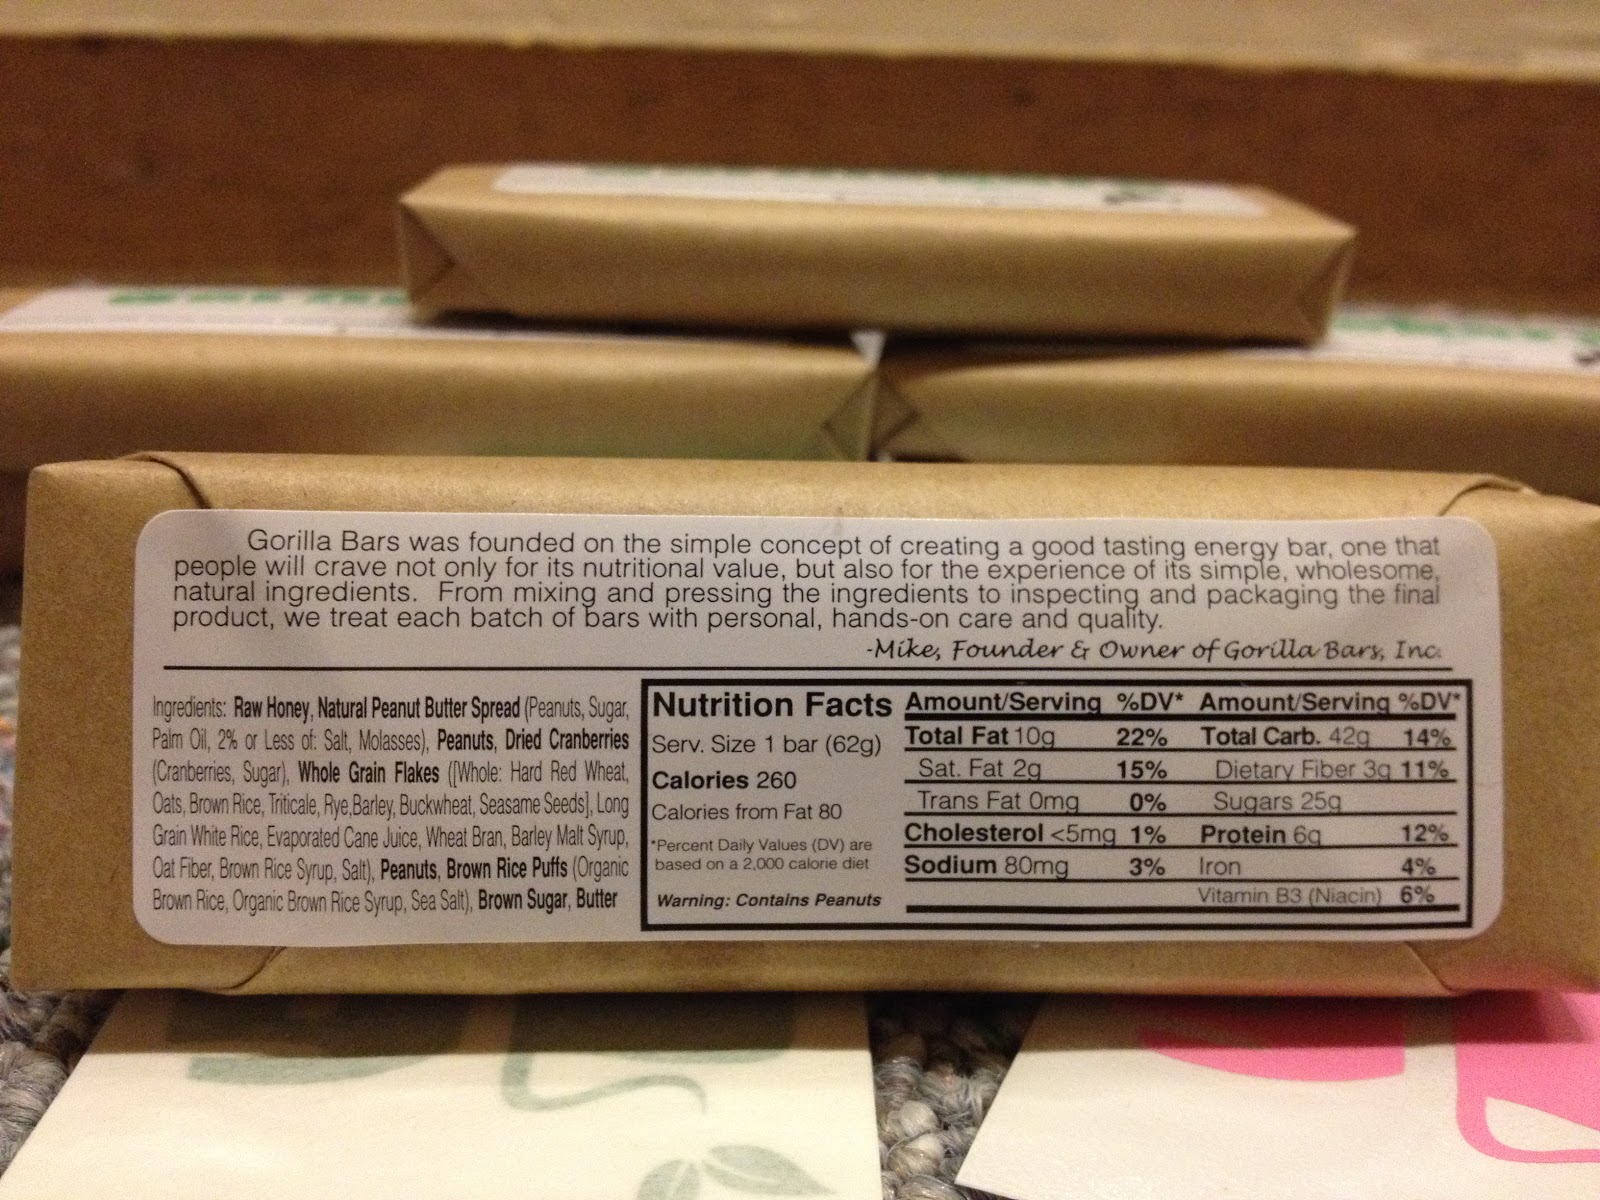 Gorilla Bars was founded on the simple concept of creating a good tasting energy bar, one that
people will crave not only for its nutritional value, but also for the experience of its simple, wholesome,
natural ingredients. From mixing and pressing the ingredients to inspecting and packaging the final
product, we treat each batch of bars with personal, hands-on care and quality.
-Mike, Founder & Owner of Gorilla Bars, Inc.
Ingredients: Raw Honey, Natural Peanut Butter Spread (Peanuts, Sugar,
Palm Oil, 2% or Less of: Salt, Molasses), Peanuts, Dried Cranberries
(Cranberries, Sugar), Whole Grain Flakes ([Whole: Hard Red Wheat,
Oats, Brown Rice, Triticale, Rye,Barley, Buckwheat, Seasame Seeds], Long
Grain White Rice, Evaporated Cane Juice, Wheat Bran, Barley Malt Syrup,
Oat Fiber, Brown Rice Syrup, Salt), Peanuts, Brown Rice Puffs (Organic
Brown Rice, Organic Brown Rice Syrup, Sea Salt), Brown Sugar, Butter
Nutrition Facts
Serv. Size 1 bar (62g)
Calories 260
Calories from Fat 80
*Percent Daily Values (DV) are
based on a 2,000 calorie diet
Warning: Contains Peanuts
Amount/Serving %DV* Amount/Serving %DV*
Total Fat 10g 22% Total Carb. 42g 14%
Sat. Fat 2g 15% Dietary Fiber 3g 11%
Trans Fat 0mg 0% Sugars 25g
Cholesterol <5mg 1% Protein 6g 12%
Sodium 80mg 3% Iron 4%
Vitamin B3 (Niacin) 6%